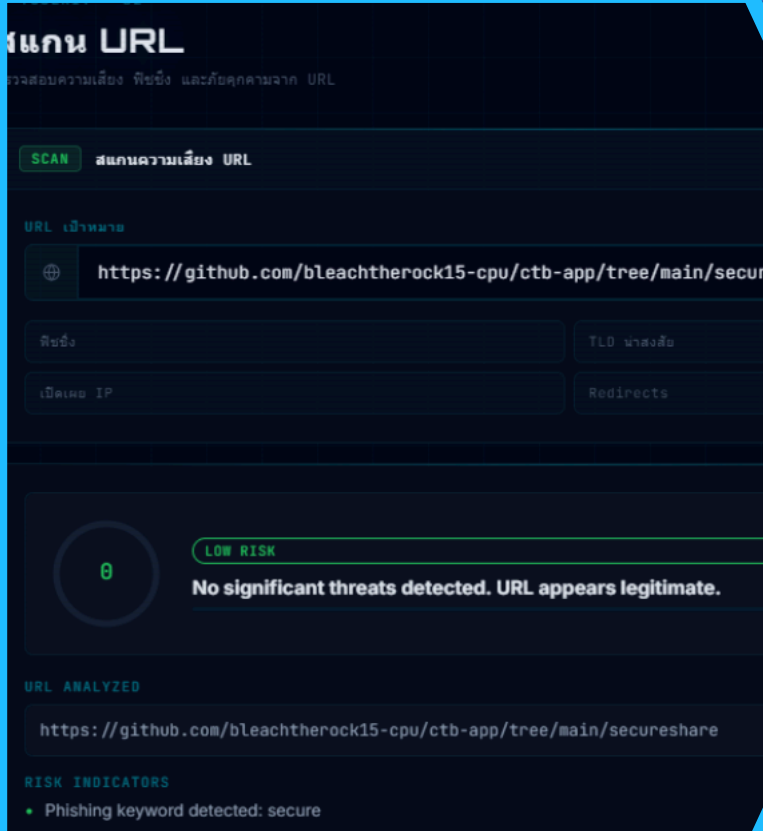 สแกน URL
วจสอบความเสี่ยง ฟิชชิ่ง และภัยคุกคามจาก URL
SCAN สแกนความเสี่ยง URL
URL เป้าหมาย
https://github.com/bleachtherock15-cpu/ctb-app/tree/main/secur
ฟิชชิ่ง TLD น่าสงสัย
เปิดเผย IP Redirects
0
LOW RISK
No significant threats detected. URL appears legitimate.
URL ANALYZED
https://github.com/bleachtherock15-cpu/ctb-app/tree/main/secureshare
RISK INDICATORS
• Phishing keyword detected: secure